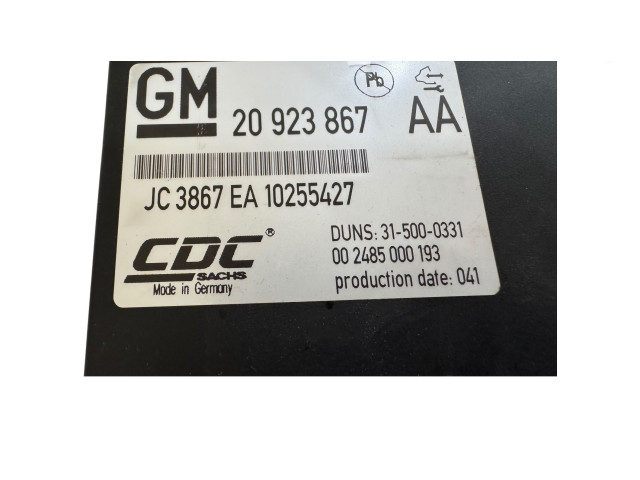 GM
Pb
20 923 867 AA
JC 3867 EA 10255427
CDC®
SACHS
Made in Germany
DUNS: 31-500-0331
00 2485 000 193
production date: 041